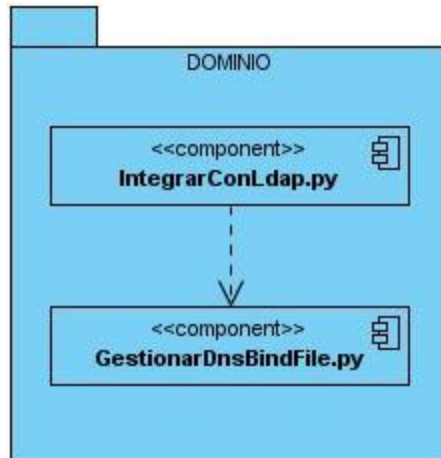 DOMINIO
<<component>>
IntegrarConLdap.py
<<component>>
GestionarDnsBindFile.py